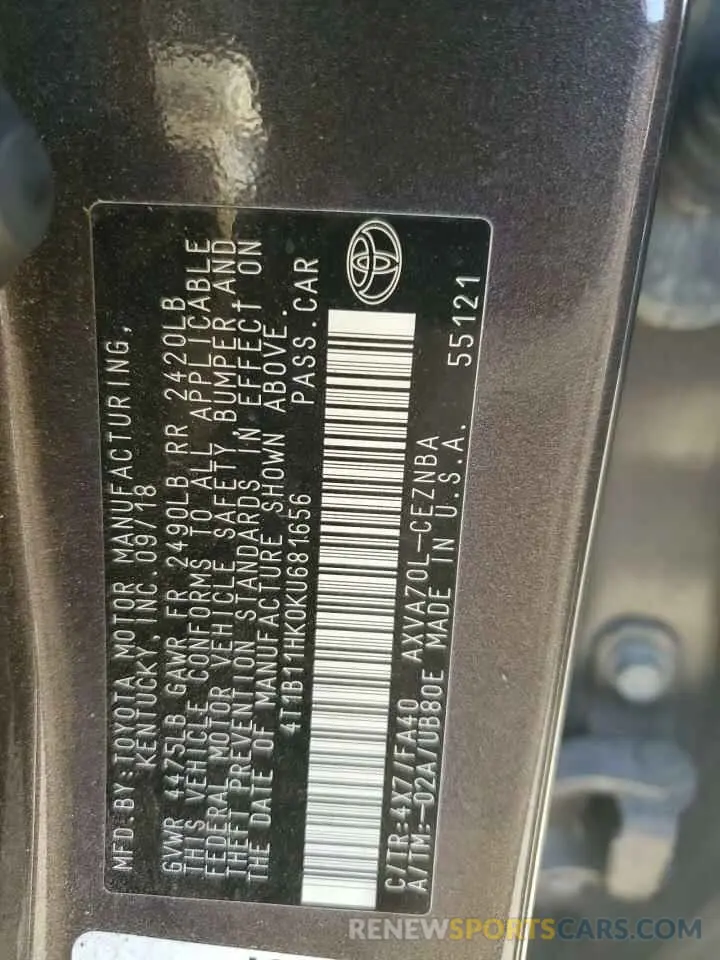 MFD.BY:TOYOTA MOTOR MANUFACTURING,
KENTUCKY, INC.09/18
GVWR 4475LB GAWR FR 2490LB RR 2420LB
THIS VEHICLE CONFORMS TO ALL APPLICABLE
FEDERAL MOTOR VEHICLE SAFETY, BUMPER AND
THEFT PREVENTION STANDARDS IN EFFECT ON
THE DATE OF MANUFACTURE SHOWN ABOVE.
4T1B11HK0KU681656 PASS.CAR
C/TR:4X7/FA40 AXVA70L-CEZNBA
A/TM:-02A/UB80E MADE IN U.S.A. 55121
RENEWSPORTSCARS.COM